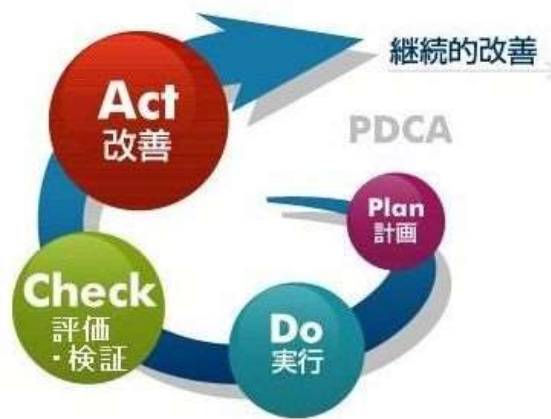 継続的改善
PDCA
Act
改善
Plan
計画
Check
評価
・検証
Do
実行